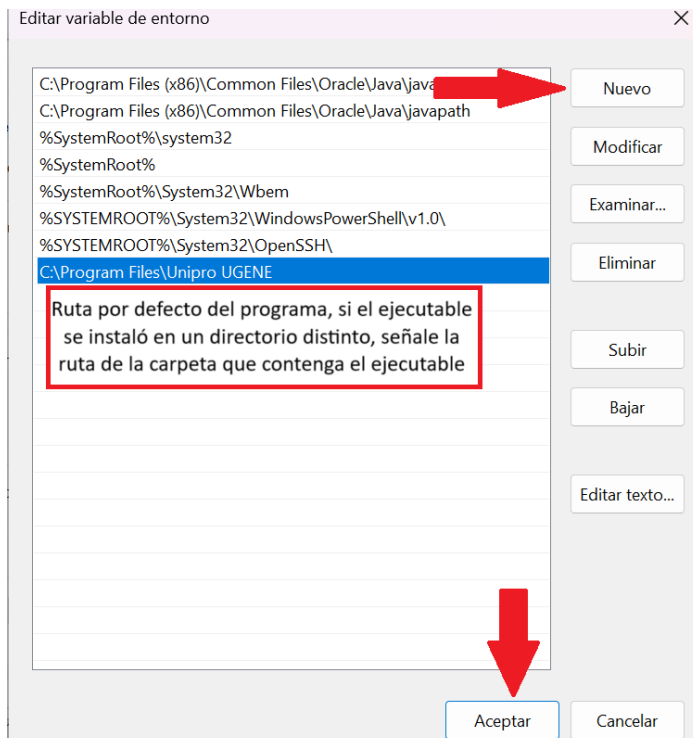 Editar variable de entorno
C:\Program Files (x86)\Common Files\Oracle\Java\java
C:\Program Files (x86)\Common Files\Oracle\Java\javapath
%SystemRoot%\system32
%SystemRoot%
%SystemRoot%\System32\Wbem
%SYSTEMROOT%\System32\WindowsPowerShell\v1.0\
%SYSTEMROOT%\System32\OpenSSH\
C:\Program Files\Unipro UGENE
Ruta por defecto del programa, si el ejecutable
se instaló en un directorio distinto, señale la
ruta de la carpeta que contenga el ejecutable
Nuevo
Modificar
Examinar...
Eliminar
Subir
Bajar
Editar texto...
Aceptar
Cancelar